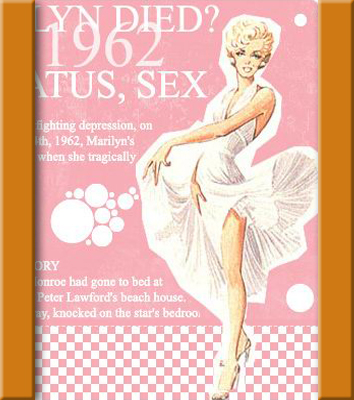 LYN DIED?
1962
ATUS, SEX
fighting depression, on
4th, 1962, Marilyn's
when she tragically
ORY
onroe had gone to bed at
Peter Lawford's beach house.
ay, knocked on the star's bedroo